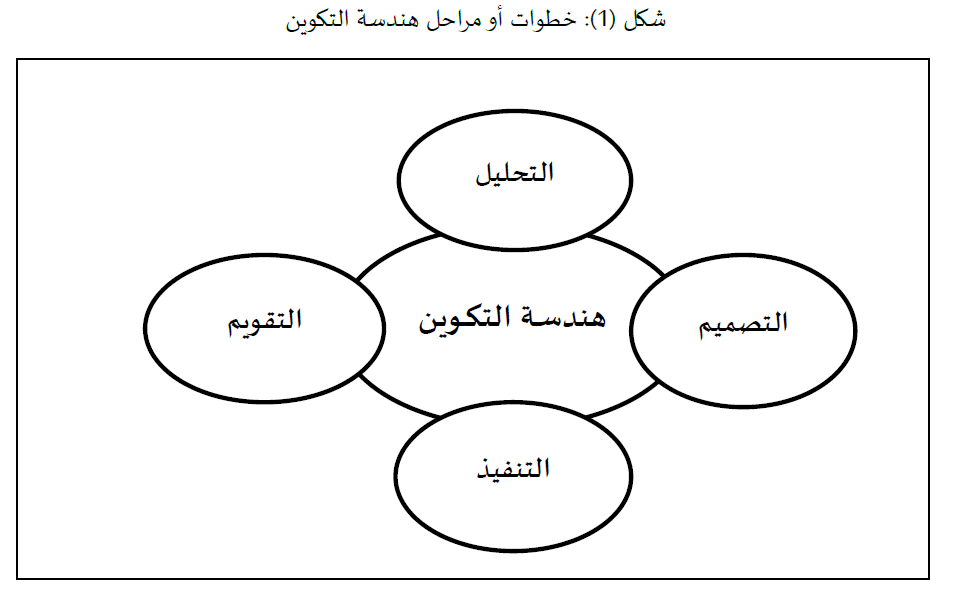 شكل (1): خطوات أو مراحل هندسة التكوين
التحليل
التصميم
هندسة التكوين
التقويم
التنفيذ